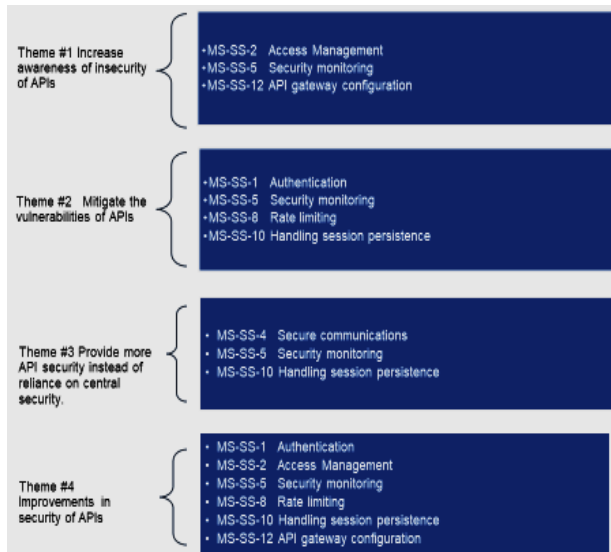 Theme #1 Increase
awareness of insecurity
of APIs
•MS-SS-2 Access Management
•MS-SS-5 Security monitoring
•MS-SS-12 API gateway configuration
Theme #2 Mitigate the
vulnerabilities of APIs
•MS-SS-1 Authentication
•MS-SS-5 Security monitoring
•MS-SS-8 Rate limiting
•MS-SS-10 Handling session persistence
Theme #3 Provide more
API security instead of
reliance on central
security.
• MS-SS-4 Secure communications
• MS-SS-5 Security monitoring
• MS-SS-10 Handling session persistence
Theme #4
Improvements in
security of APIs
• MS-SS-1 Authentication
• MS-SS-2 Access Management
• MS-SS-5 Security monitoring
• MS-SS-8 Rate limiting
• MS-SS-10 Handling session persistence
• MS-SS-12 API gateway configuration